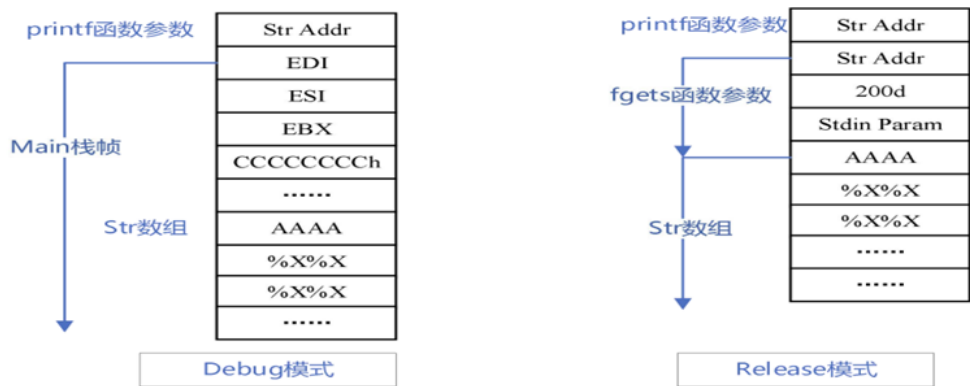 printf函数参数
Str Addr
EDI
ESI
EBX
Main栈帧
CCCCCCCCh
······
Str数组
AAAA
%X%X
%X%X
······
Debug模式
printf函数参数
Str Addr
Str Addr
fgets函数参数
200d
Stdin Param
AAAA
%X%X
Str数组
%X%X
······
······
Release模式